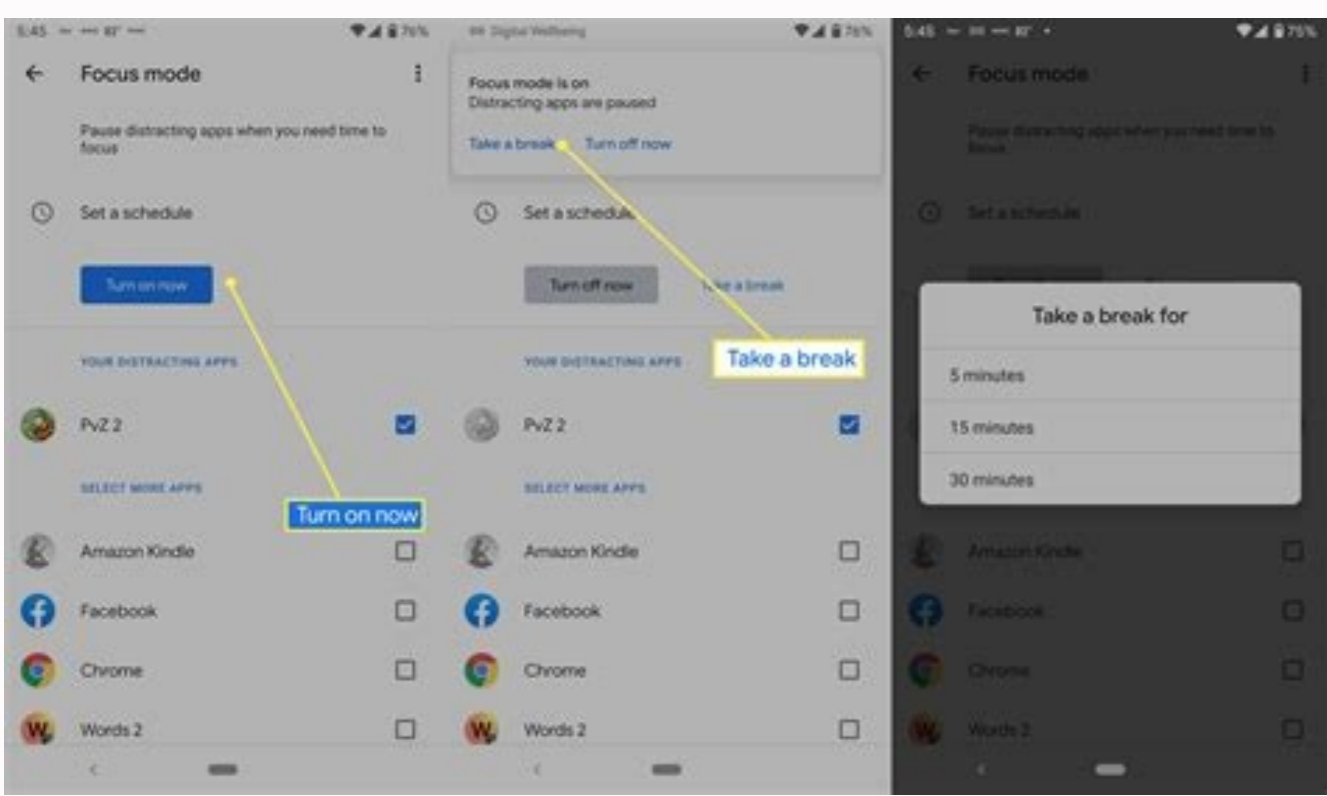 5:45
76%
Focus mode
Pause distracting apps when you need time to
focus
Set a schedule
Turn on now
YOUR DISTRACTING APPS
PvZ 2
SELECT MORE APPS
Turn on now
Amazon Kindle
Facebook
Chrome
Words 2
Digital Wellbeing
76%
Focus mode is on
Distracting apps are paused
Take a break
Turn off now
Set a schedule
Turn off now
Take a break
YOUR DISTRACTING APPS
Take a break
PvZ 2
SELECT MORE APPS
Amazon Kindle
Facebook
Chrome
Words 2
5:45
75%
Focus mode
Pause distracting apps when you need time to
focus
Set a schedule
Take a break for
5 minutes
15 minutes
30 minutes
Amazon Kindle
Facebook
Chrome
Words 2